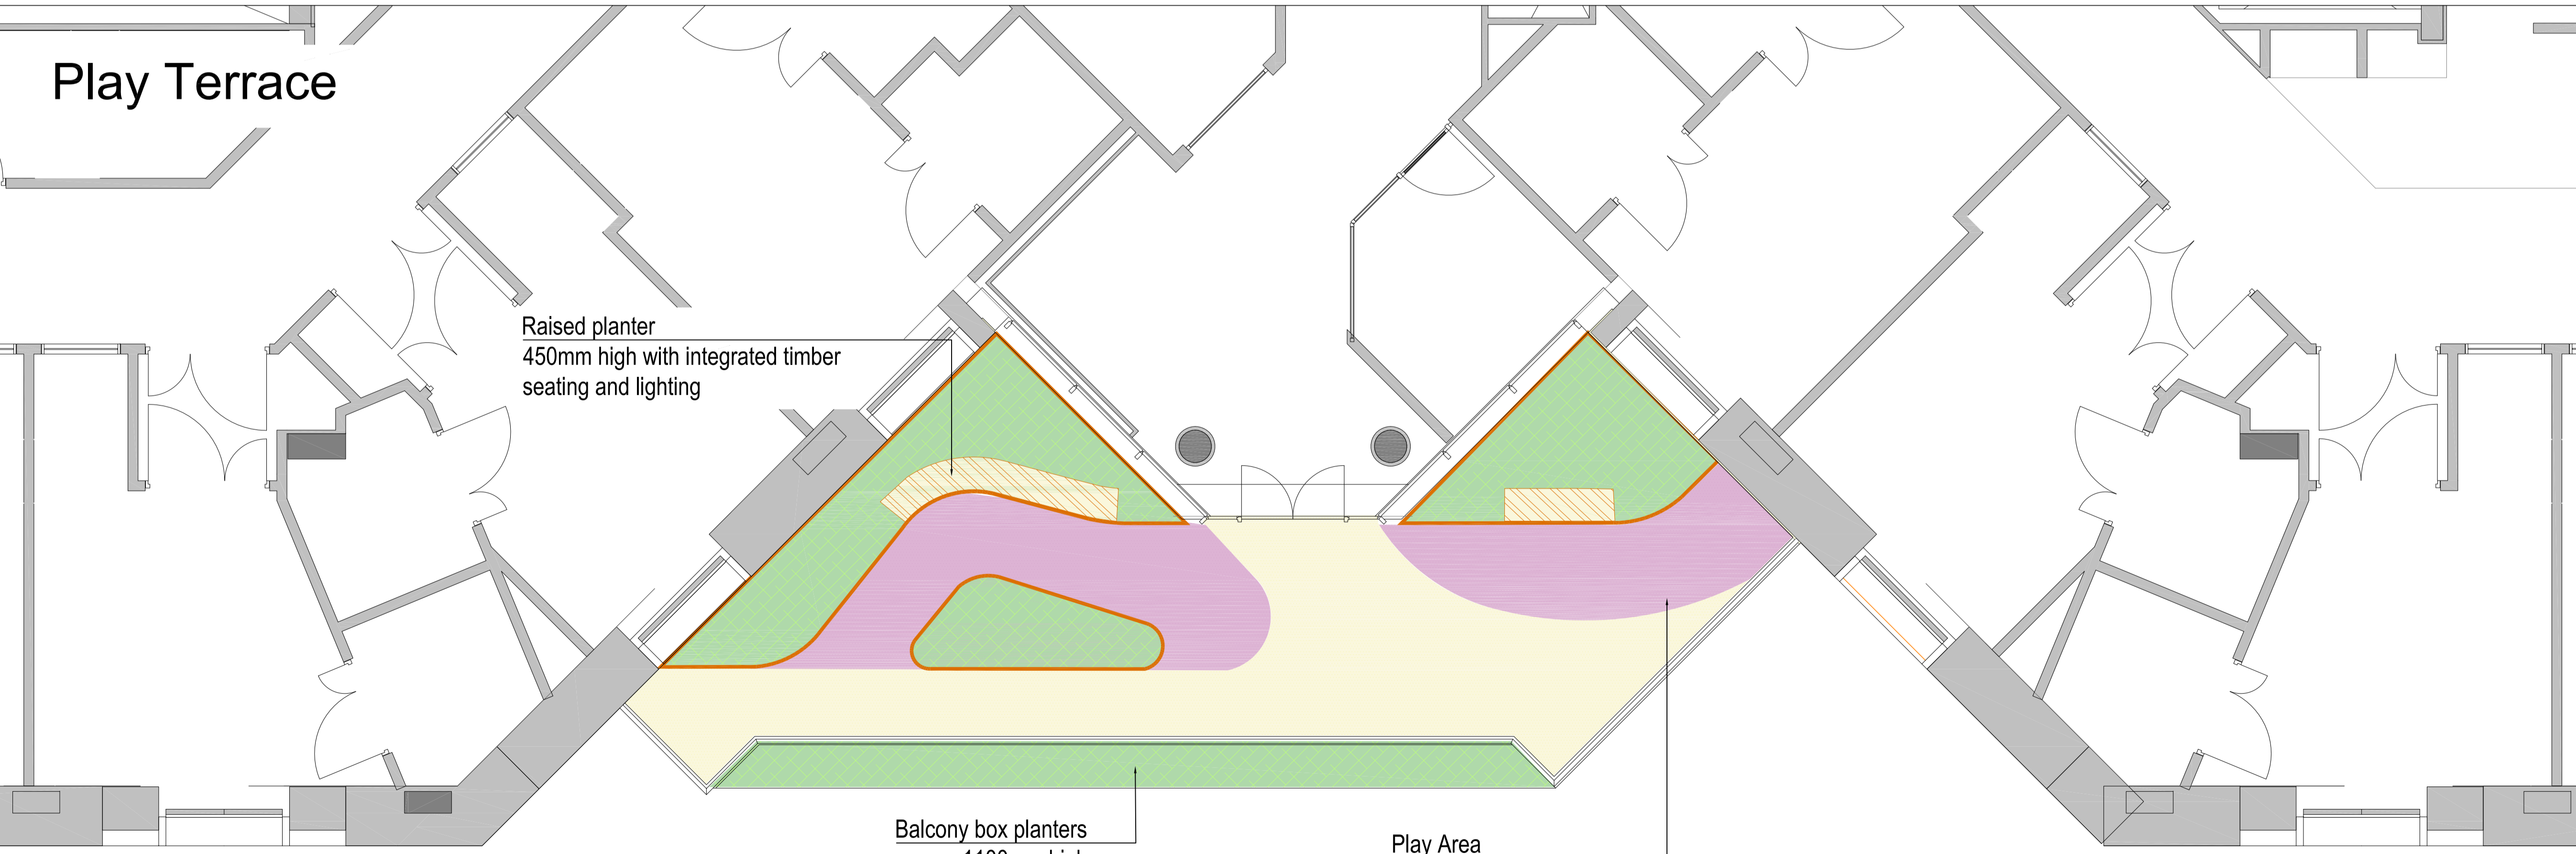 Play Terrace
Raised planter
450mm high with integrated timber
seating and lighting
Balcony box planters
Play Area